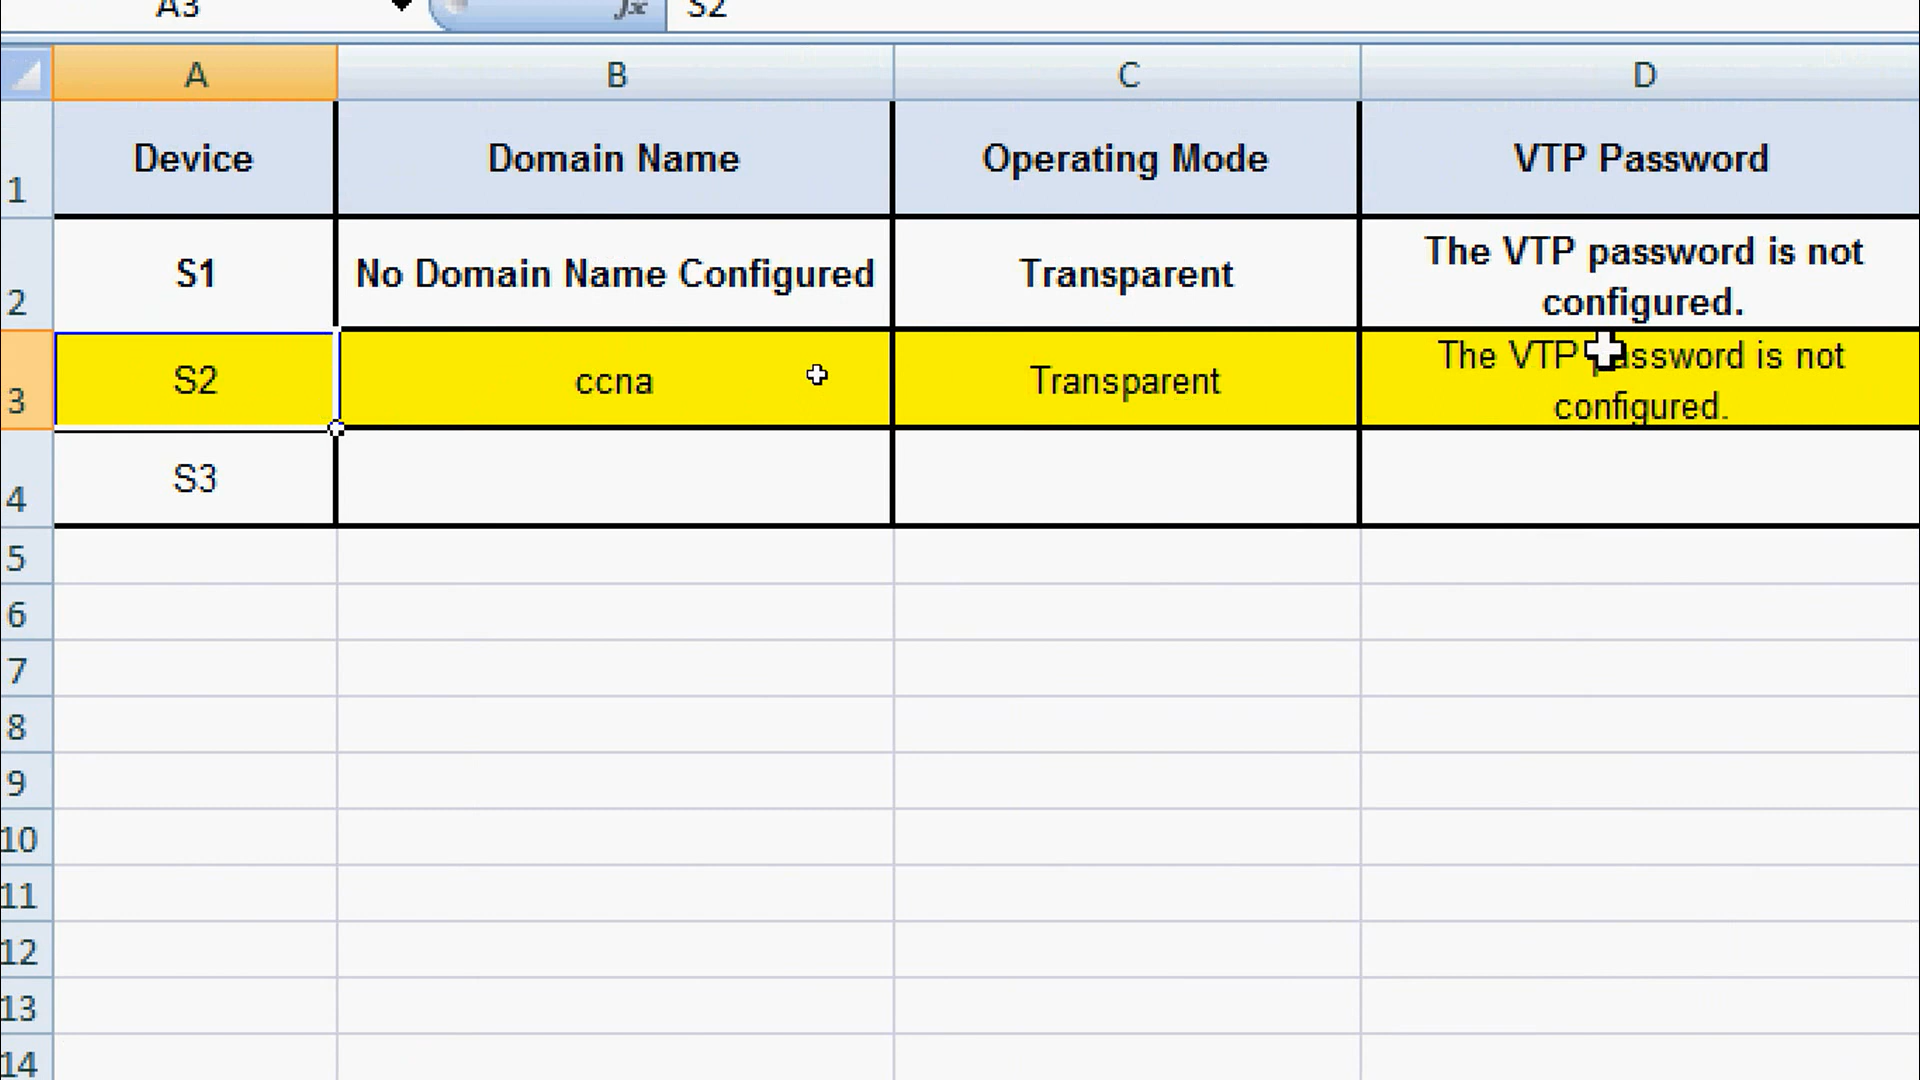 A3 fx S2
A B C D
1 Device Domain Name Operating Mode VTP Password
2 S1 No Domain Name Configured Transparent The VTP password is not
configured.
3 S2 ccna Transparent The VTP password is not
configured.
4 S3
5
6
7
8
9
10
11
12
13
14